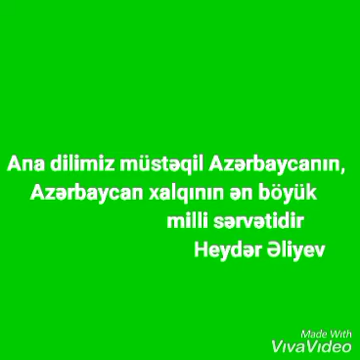 Ana dilimiz müstəqil Azərbaycanın,
Azərbaycan xalqının ən böyük
milli sərvətidir
Heydər Əliyev
Made With
VivaVideo